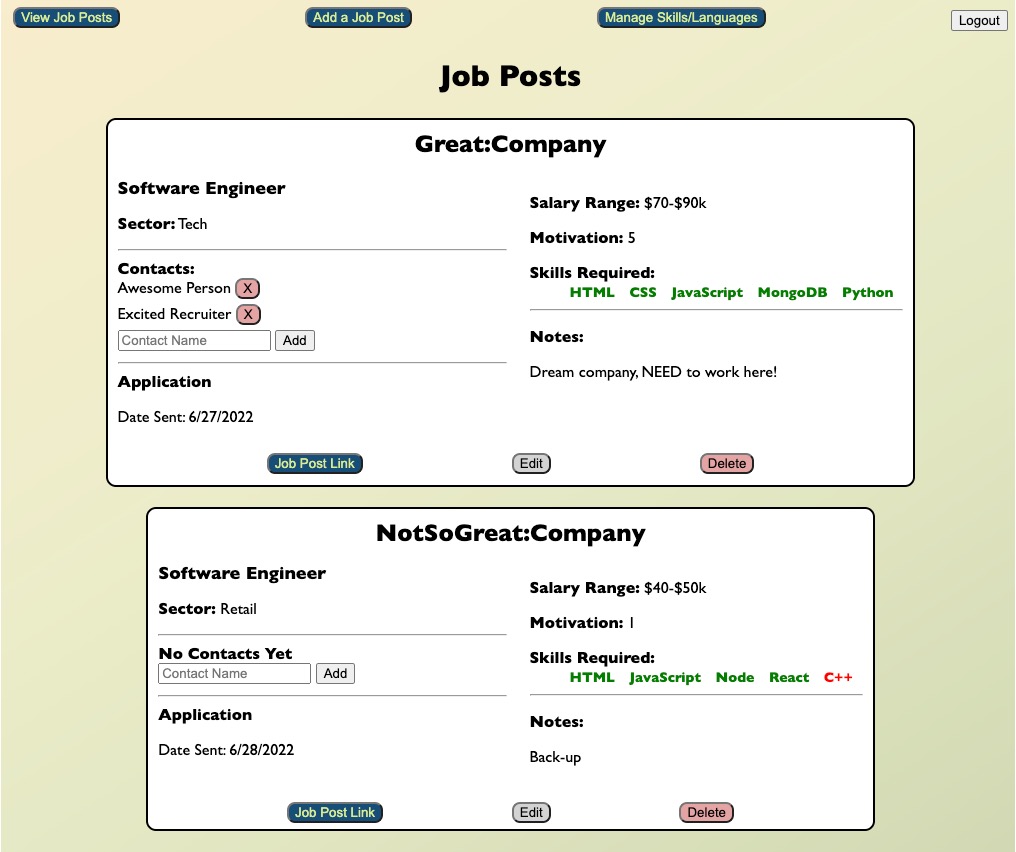 View Job Posts
Add a Job Post
Manage Skills/Languages
Logout
Job Posts
Great:Company
Software Engineer
Sector: Tech
Contacts:
Awesome Person X
Excited Recruiter X
Contact Name Add
Application
Date Sent: 6/27/2022
Salary Range: $70-$90k
Motivation: 5
Skills Required:
HTML CSS JavaScript MongoDB Python
Notes:
Dream company, NEED to work here!
Job Post Link Edit Delete
NotSoGreat:Company
Software Engineer
Sector: Retail
No Contacts Yet
Contact Name Add
Application
Date Sent: 6/28/2022
Salary Range: $40-$50k
Motivation: 1
Skills Required:
HTML JavaScript Node React C++
Notes:
Back-up
Job Post Link Edit Delete